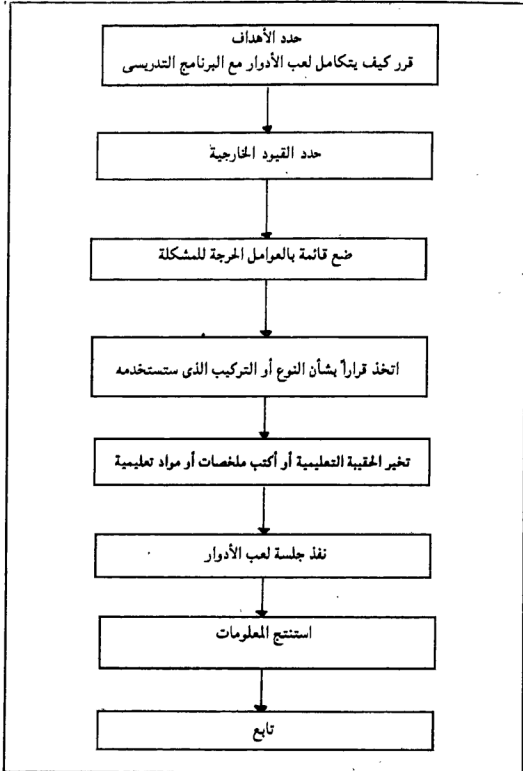 حدد الأهداف
قرر كيف يتكامل لعب الأدوار مع البرنامج التدريسى
حدد القيود الخارجية
ضع قائمة بالعوامل الحرجة للمشكلة
اتخذ قراراً بشأن النوع أو التركيب الذى ستستخدمه
تخير الحقيبة التعليمية أو أكتب ملخصات أو مواد تعليمية
نفذ جلسة لعب الأدوار
استنتج المعلومات
تابع